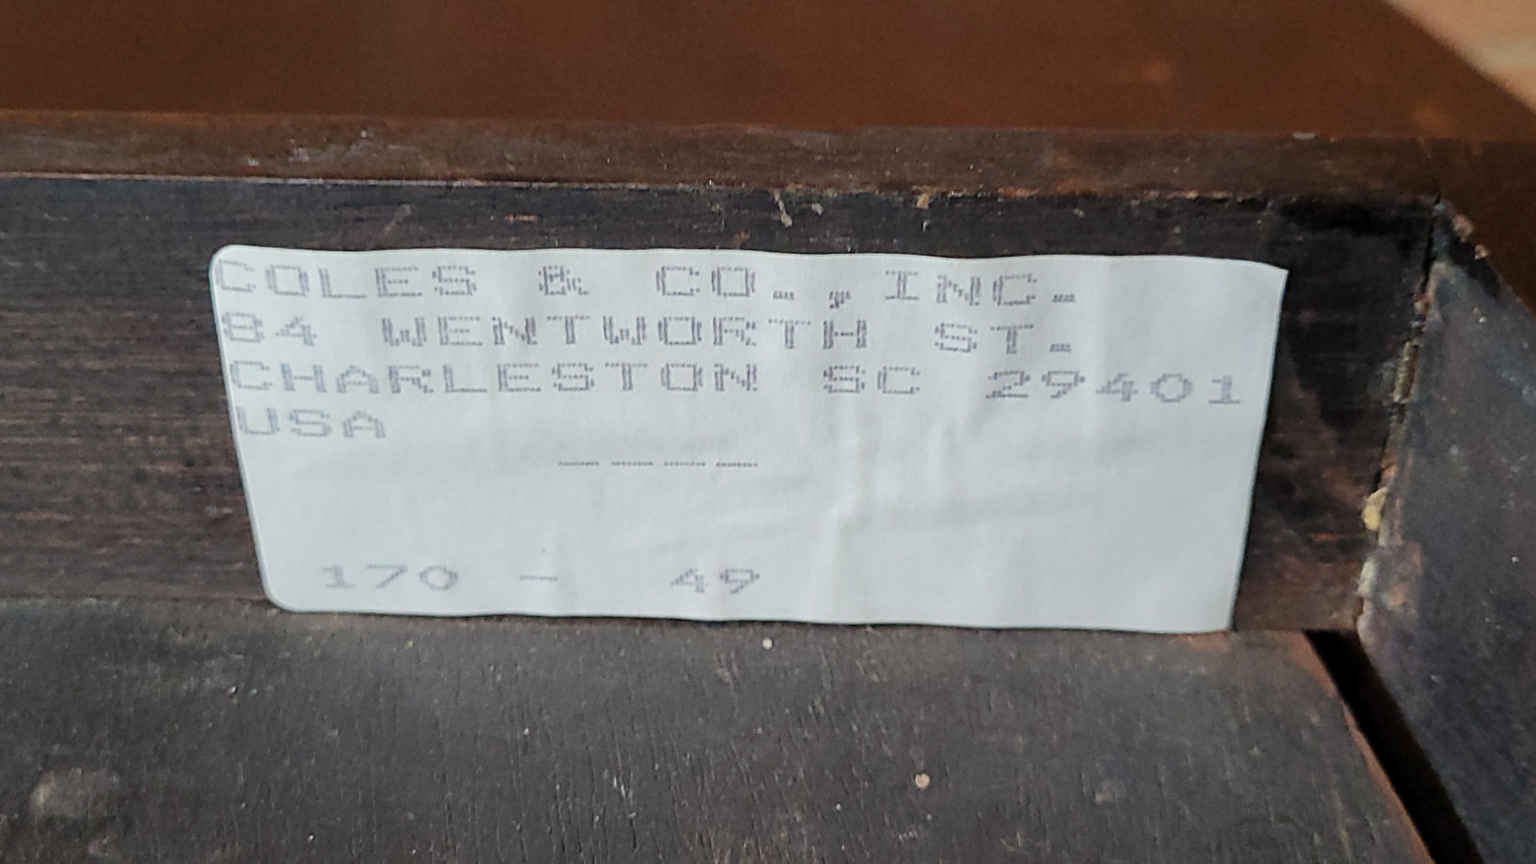 COLES & CO., INC.
84 WENTWORTH ST.
CHARLESTON SC 29401
USA
----
170 - 49